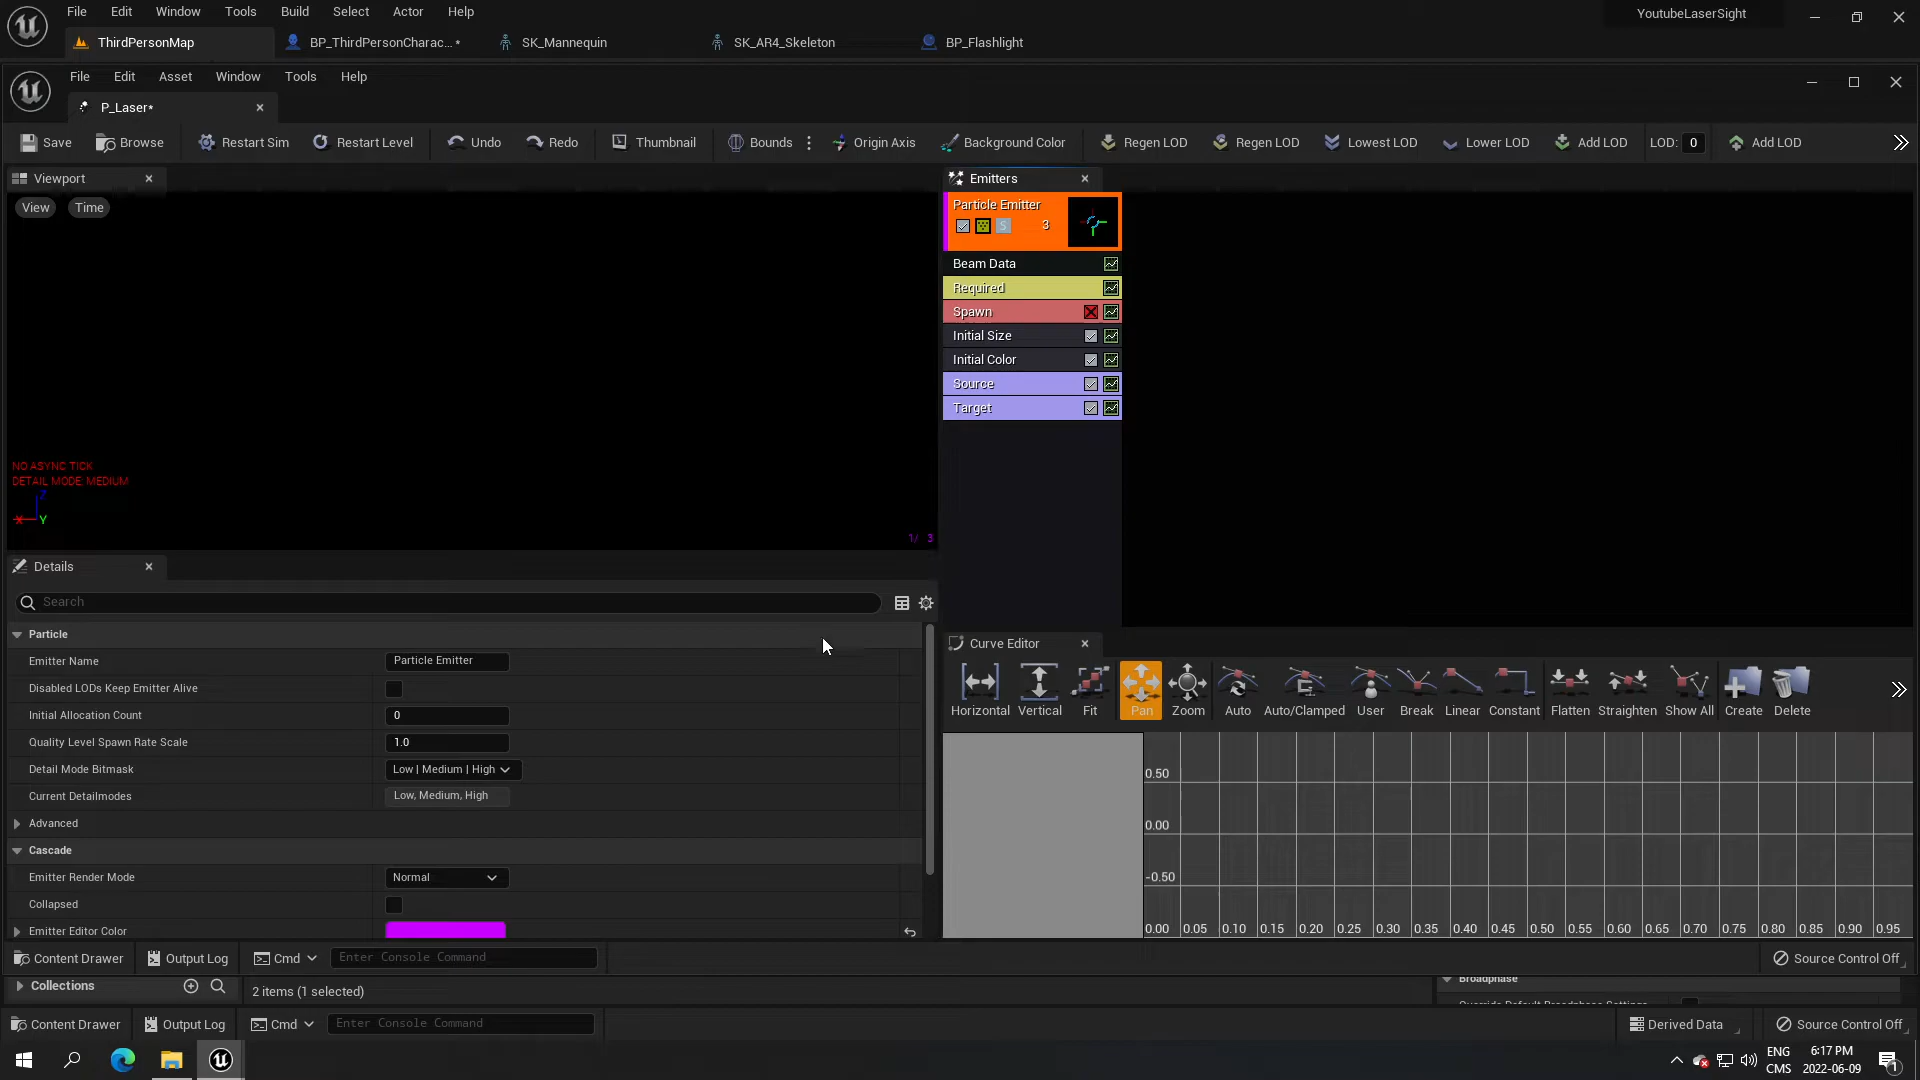 File Edit Window Tools Build Select Actor Help
YoutubeLaserSight
ThirdPersonMap
BP_ThirdPersonCharac... *
SK_Mannequin
SK_AR4_Skeleton
BP_Flashlight
File Edit Asset Window Tools Help
P_Laser*
Save Browse Restart Sim Restart Level Undo Redo Thumbnail Bounds Origin Axis Background Color Regen LOD Regen LOD Lowest LOD Lower LOD Add LOD LOD: 0 Add LOD
Viewport
View Time
NO ASYNC TICK
DETAIL MODE: MEDIUM
Z
X Y
1/ 3
Emitters
Particle Emitter
S 3
Beam Data
Required
Spawn
Initial Size
Initial Color
Source
Target
Details
Search
Particle
Emitter Name Particle Emitter
Disabled LODs Keep Emitter Alive
Initial Allocation Count 0
Quality Level Spawn Rate Scale 1.0
Detail Mode Bitmask Low | Medium | High
Current Detailmodes Low, Medium, High
Advanced
Cascade
Emitter Render Mode Normal
Collapsed
Emitter Editor Color
Curve Editor
Horizontal Vertical Fit Pan Zoom Auto Auto/Clamped User Break Linear Constant Flatten Straighten Show All Create Delete
0.50
0.00
-0.50
0.00 0.05 0.10 0.15 0.20 0.25 0.30 0.35 0.40 0.45 0.50 0.55 0.60 0.65 0.70 0.75 0.80 0.85 0.90 0.95
Content Drawer Output Log Cmd Enter Console Command Source Control Off
Collections 2 items (1 selected)
Broadphase
Override Default Broadphase Settings
Content Drawer Output Log Cmd Enter Console Command Derived Data Source Control Off
ENG
CMS
6:17 PM
2022-06-09
1